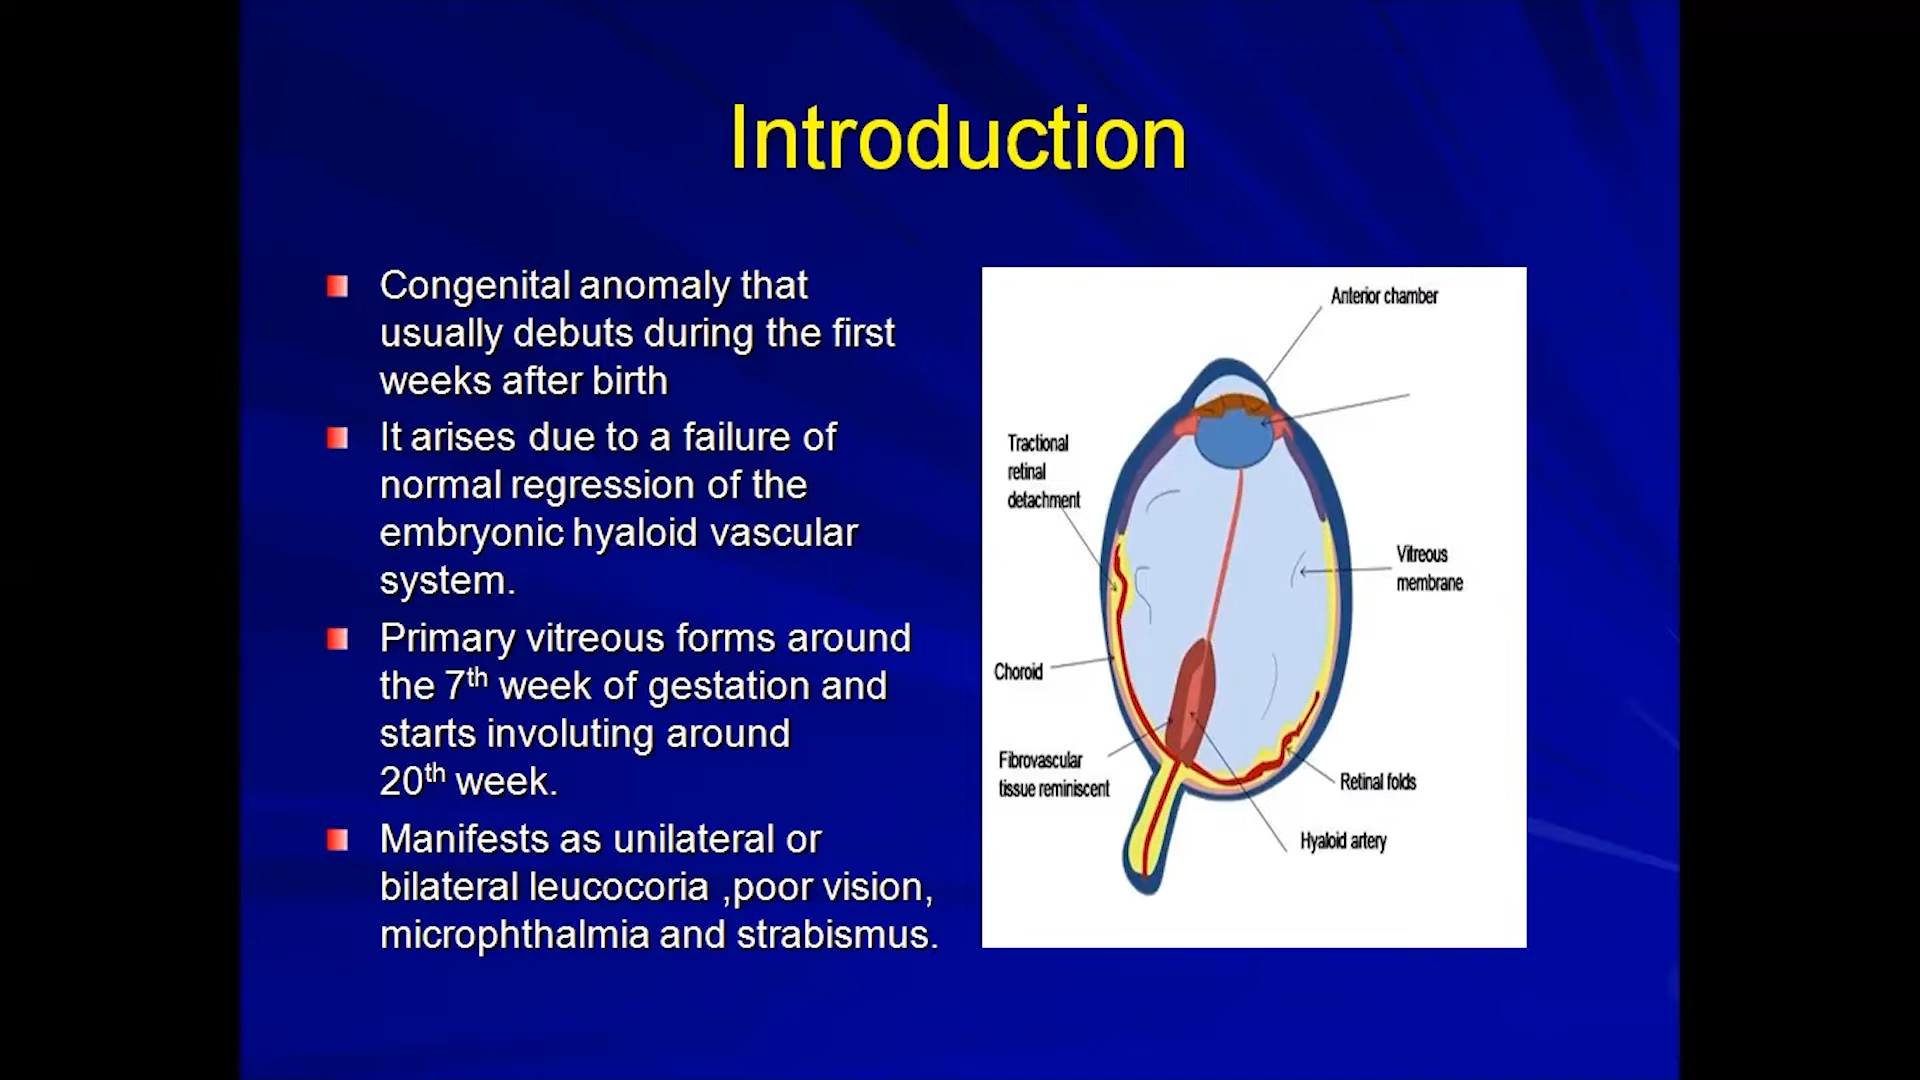 Introduction
Congenital anomaly that
usually debuts during the first
weeks after birth
It arises due to a failure of
normal regression of the
embryonic hyaloid vascular
system.
Primary vitreous forms around
the 7th week of gestation and
starts involuting around
20th week.
Manifests as unilateral or
bilateral leucocoria ,poor vision,
microphthalmia and strabismus.
Anterior chamber
Tractional
retinal
detachment
Vitreous
membrane
Choroid
Fibrovascular
tissue reminiscent
Retinal folds
Hyaloid artery